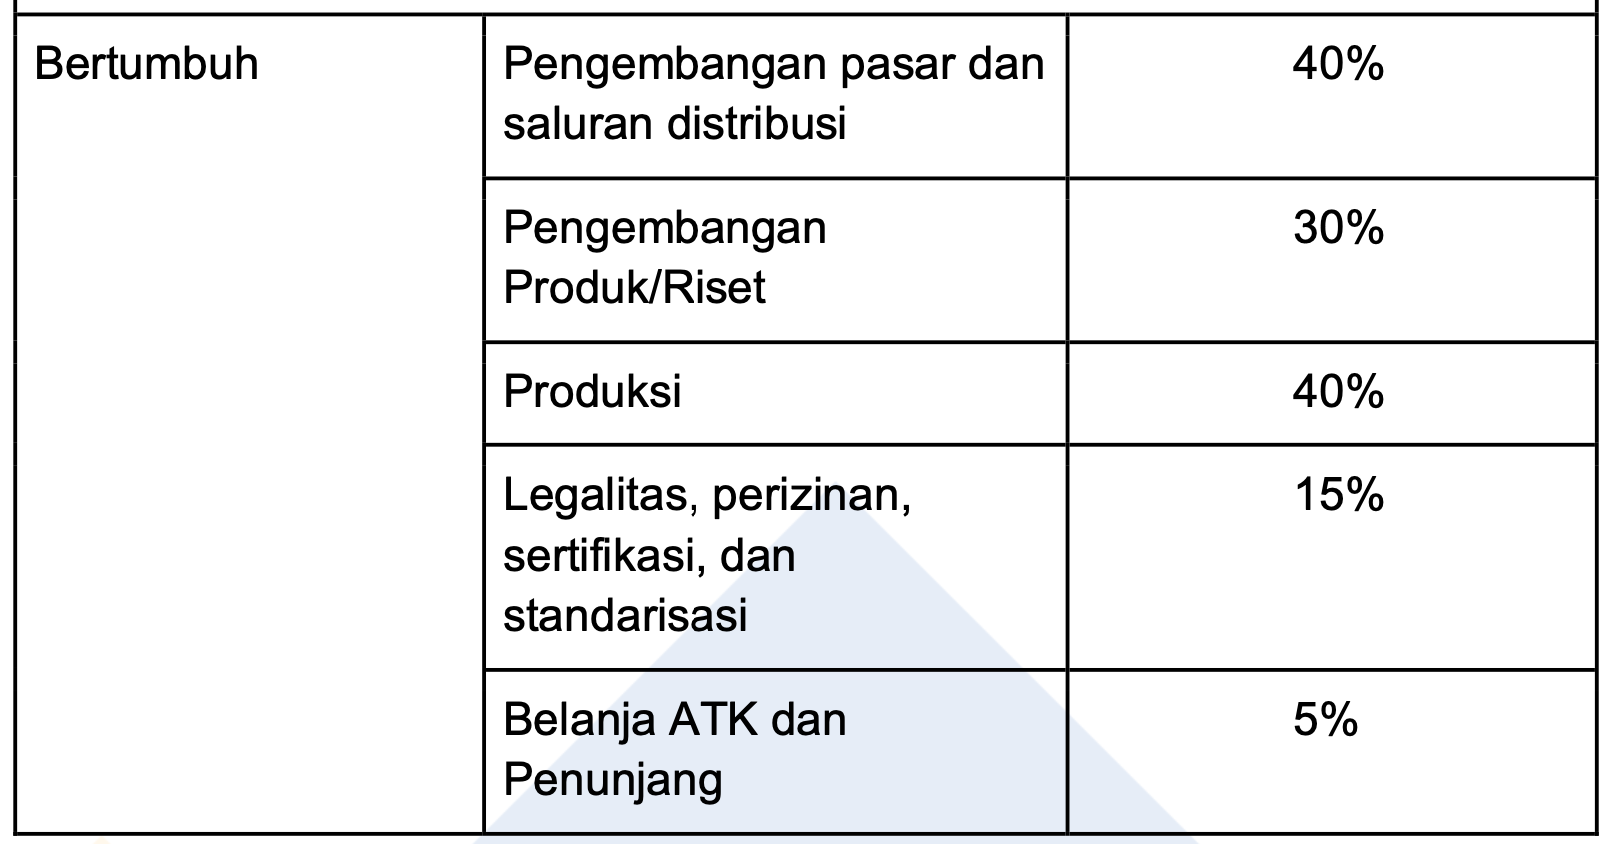 Bertumbuh
Pengembangan pasar dan
saluran distribusi
40%
Pengembangan
Produk/Riset
30%
Produksi
40%
Legalitas, perizinan,
sertifikasi, dan
standarisasi
15%
Belanja ATK dan
Penunjang
5%